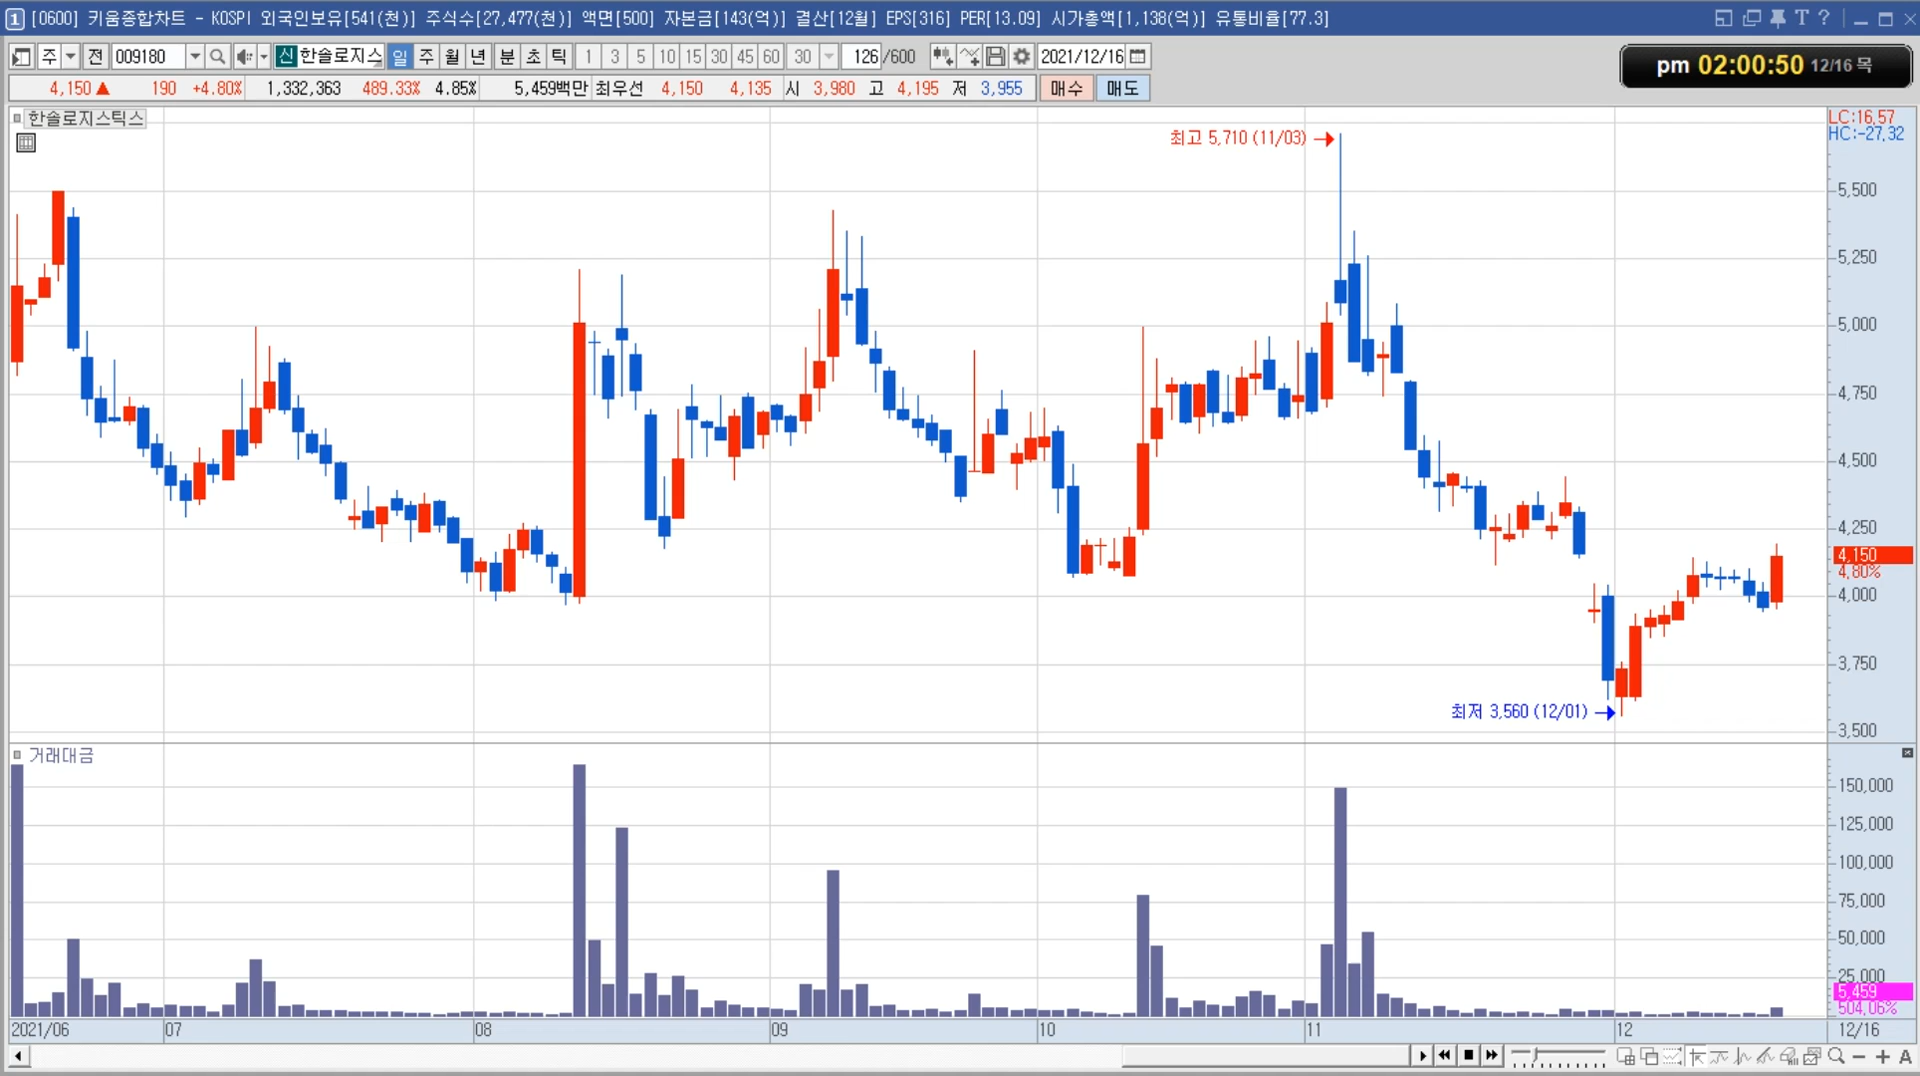 1 [0600] 키움종합차트 - KOSPI 외국인보유[541(천)] 주식수[27,477(천)] 액면[500] 자본금[143(억)] 결산[12월] EPS[316] PER[13.09] 시가총액[1,138(억)] 유통비율[77.3] T ?
주 전 009180 신 한솔로지스 일 주 월 년 분 초 틱 1 3 5 10 15 30 45 60 30 126 /600 2021/12/16
pm 02:00:50 12/16 목
4,150 ▲ 190 +4.80% 1,332,363 489.33% 4.85% 5,459백만 최우선 4,150 4,135 시 3,980 고 4,195 저 3,955 매수 매도
한솔로지스틱스
LC:16.57
HC:-27.32
최고 5,710 (11/03)
5,500
5,250
5,000
4,750
4,500
4,250
4,150
4.80%
4,000
3,750
최저 3,560 (12/01)
3,500
거래대금
150,000
125,000
100,000
75,000
50,000
25,000
5,459
504.06%
2021/06 07 08 09 10 11 12 12/16
A